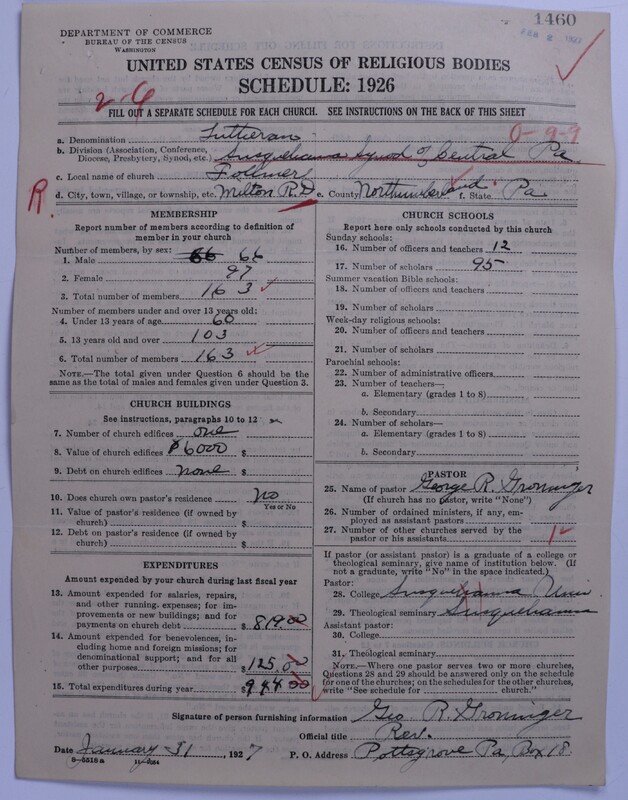 1460
FEB 2 1927
DEPARTMENT OF COMMERCE
BUREAU OF THE CENSUS
WASHINGTON
UNITED STATES CENSUS OF RELIGIOUS BODIES
SCHEDULE: 1926
2-6
FILL OUT A SEPARATE SCHEDULE FOR EACH CHURCH. SEE INSTRUCTIONS ON THE BACK OF THIS SHEET
0-9-9
a. Denomination Lutheran
b. Division (Association, Conference, Diocese, Presbytery, Synod, etc.) Susquehanna Synod of Central Pa.
c. Local name of church Follmer
R.
d. City, town, village, or township, etc. Milton R.D. e. County Northumberland f. State Pa
MEMBERSHIP
Report number of members according to definition of
member in your church
Number of members, by sex:
1. Male 66 66
2. Female 97
3. Total number of members 163
Number of members under and over 13 years old:
4. Under 13 years of age 60
5. 13 years old and over 103
6. Total number of members 163
NOTE.—The total given under Question 6 should be
same as the total of males and females given under Question 3.
CHURCH BUILDINGS
See instructions, paragraphs 10 to 12
7. Number of church edifices one
8. Value of church edifices $6000 $
9. Debt on church edifices none $
10. Does church own pastor's residence No
Yes or No
11. Value of pastor's residence (if owned by
church) $
12. Debt on pastor's residence (if owned by
church) $
EXPENDITURES
Amount expended by your church during last fiscal year
13. Amount expended for salaries, repairs,
and other running expenses; for im-
provements or new buildings; and for
payments on church debt $ 819.00
14. Amount expended for benevolences, in-
cluding home and foreign missions; for
denominational support; and for all
other purposes $ 125.00
15. Total expenditures during year $ 944.00
CHURCH SCHOOLS
Report here only schools conducted by this church
Sunday schools:
16. Number of officers and teachers 12
17. Number of scholars 95
Summer vacation Bible schools:
18. Number of officers and teachers
19. Number of scholars
Week-day religious schools:
20. Number of officers and teachers
21. Number of scholars
Parochial schools:
22. Number of administrative officers
23. Number of teachers—
a. Elementary (grades 1 to 8)
b. Secondary
24. Number of scholars—
a. Elementary (grades 1 to 8)
b. Secondary
PASTOR
25. Name of pastor George R. Groninger
(If church has no pastor, write "None")
26. Number of ordained ministers, if any, em-
ployed as assistant pastors
27. Number of other churches served by the
pastor or his assistants
If pastor (or assistant pastor) is a graduate of a college or
theological seminary, give name of institution below. (If
not a graduate, write "No" in the space indicated.)
Pastor:
28. College Susquehanna Univ
29. Theological seminary Susquehanna
Assistant pastor:
30. College
31. Theological seminary
NOTE.—Where one pastor serves two or more churches,
Questions 28 and 29 should be answered only on the schedule
for one of the churches; on the schedules for the other churches,
write "See schedule for church."
Signature of person furnishing information Geo R. Groninger
Official title Rev.
Date January 31 1927 P. O. Address Pottsgrove Pa, Box 18.